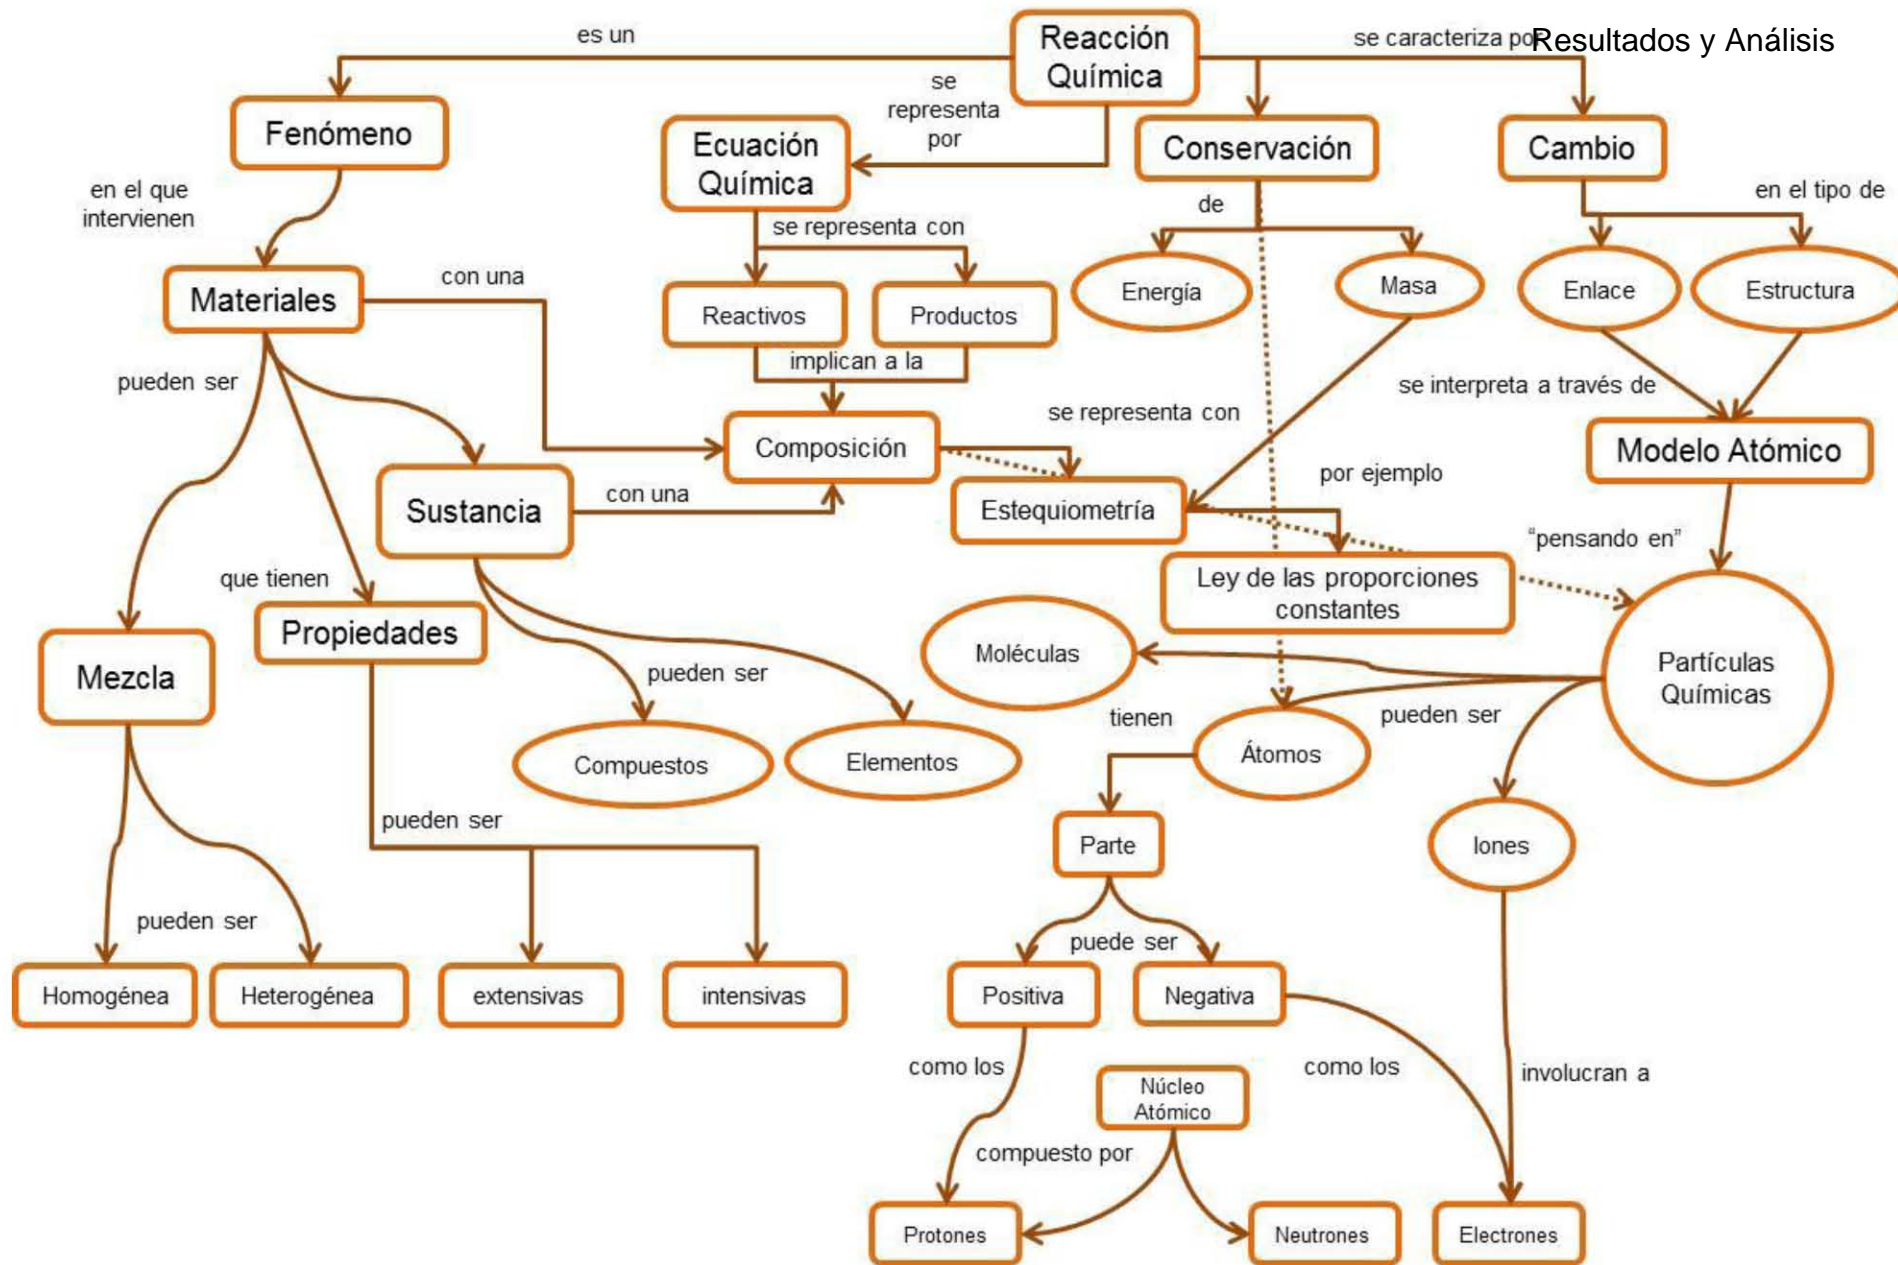 es un
Reacción
Química
se caracteriza por
Resultados y Análisis
se
representa
por
Fenómeno
Ecuación
Química
Conservación
Cambio
en el que
intervienen
se representa con
de
en el tipo de
Materiales
con una
Reactivos
Productos
Energía
Masa
Enlace
Estructura
pueden ser
implican a la
se representa con
se interpreta a través de
Composición
Modelo Atómico
Sustancia
con una
Estequiometría
por ejemplo
"pensando en"
que tienen
Ley de las proporciones
constantes
Propiedades
Mezcla
pueden ser
Moléculas
Partículas
Químicas
tienen
pueden ser
Compuestos
Elementos
Átomos
pueden ser
Parte
Iones
pueden ser
puede ser
Homogénea
Heterogénea
extensivas
intensivas
Positiva
Negativa
como los
Núcleo
Atómico
como los
involucran a
compuesto por
Protones
Neutrones
Electrones